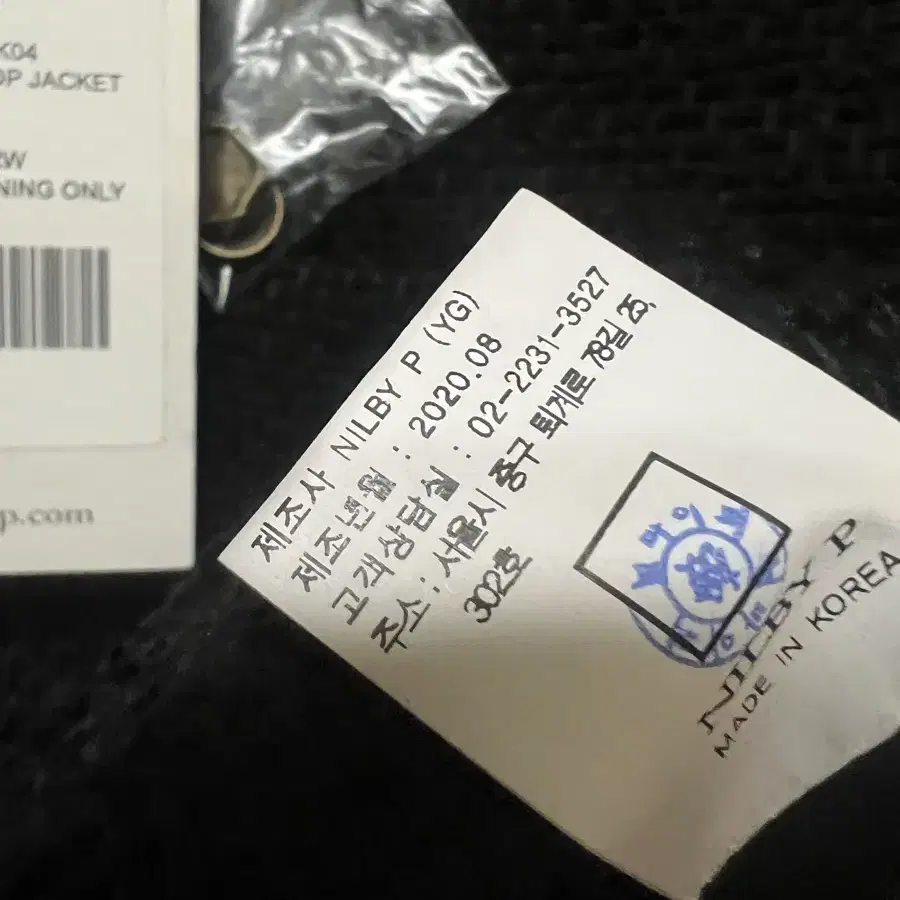 K04
OP JACKET
RW
NING ONLY
p.com
제조사 NILBY P (YG)
제조년월 : 2020.08
고객상담실 : 02-2231-3527
주소 : 서울시 중구 퇴계로 78길 25,
302호
NILBY P
MADE IN KOREA